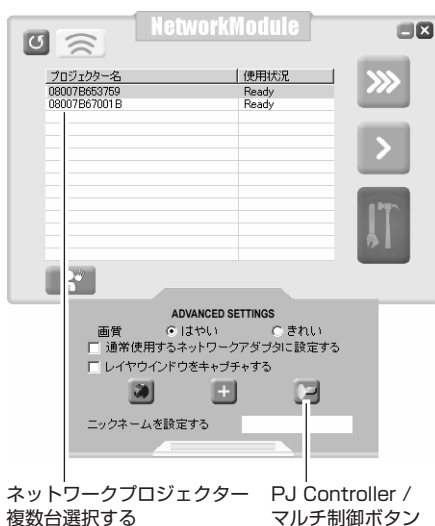 NetworkModule
プロジェクター名 使用状況
08007B653759 Ready
08007B67001B Ready
ADVANCED SETTINGS
画質 はやい きれい
通常使用するネットワークアダプタに設定する
レイヤウインドウをキャプチャする
ニックネームを設定する
ネットワークプロジェクター
複数台選択する
PJ Controller /
マルチ制御ボタン